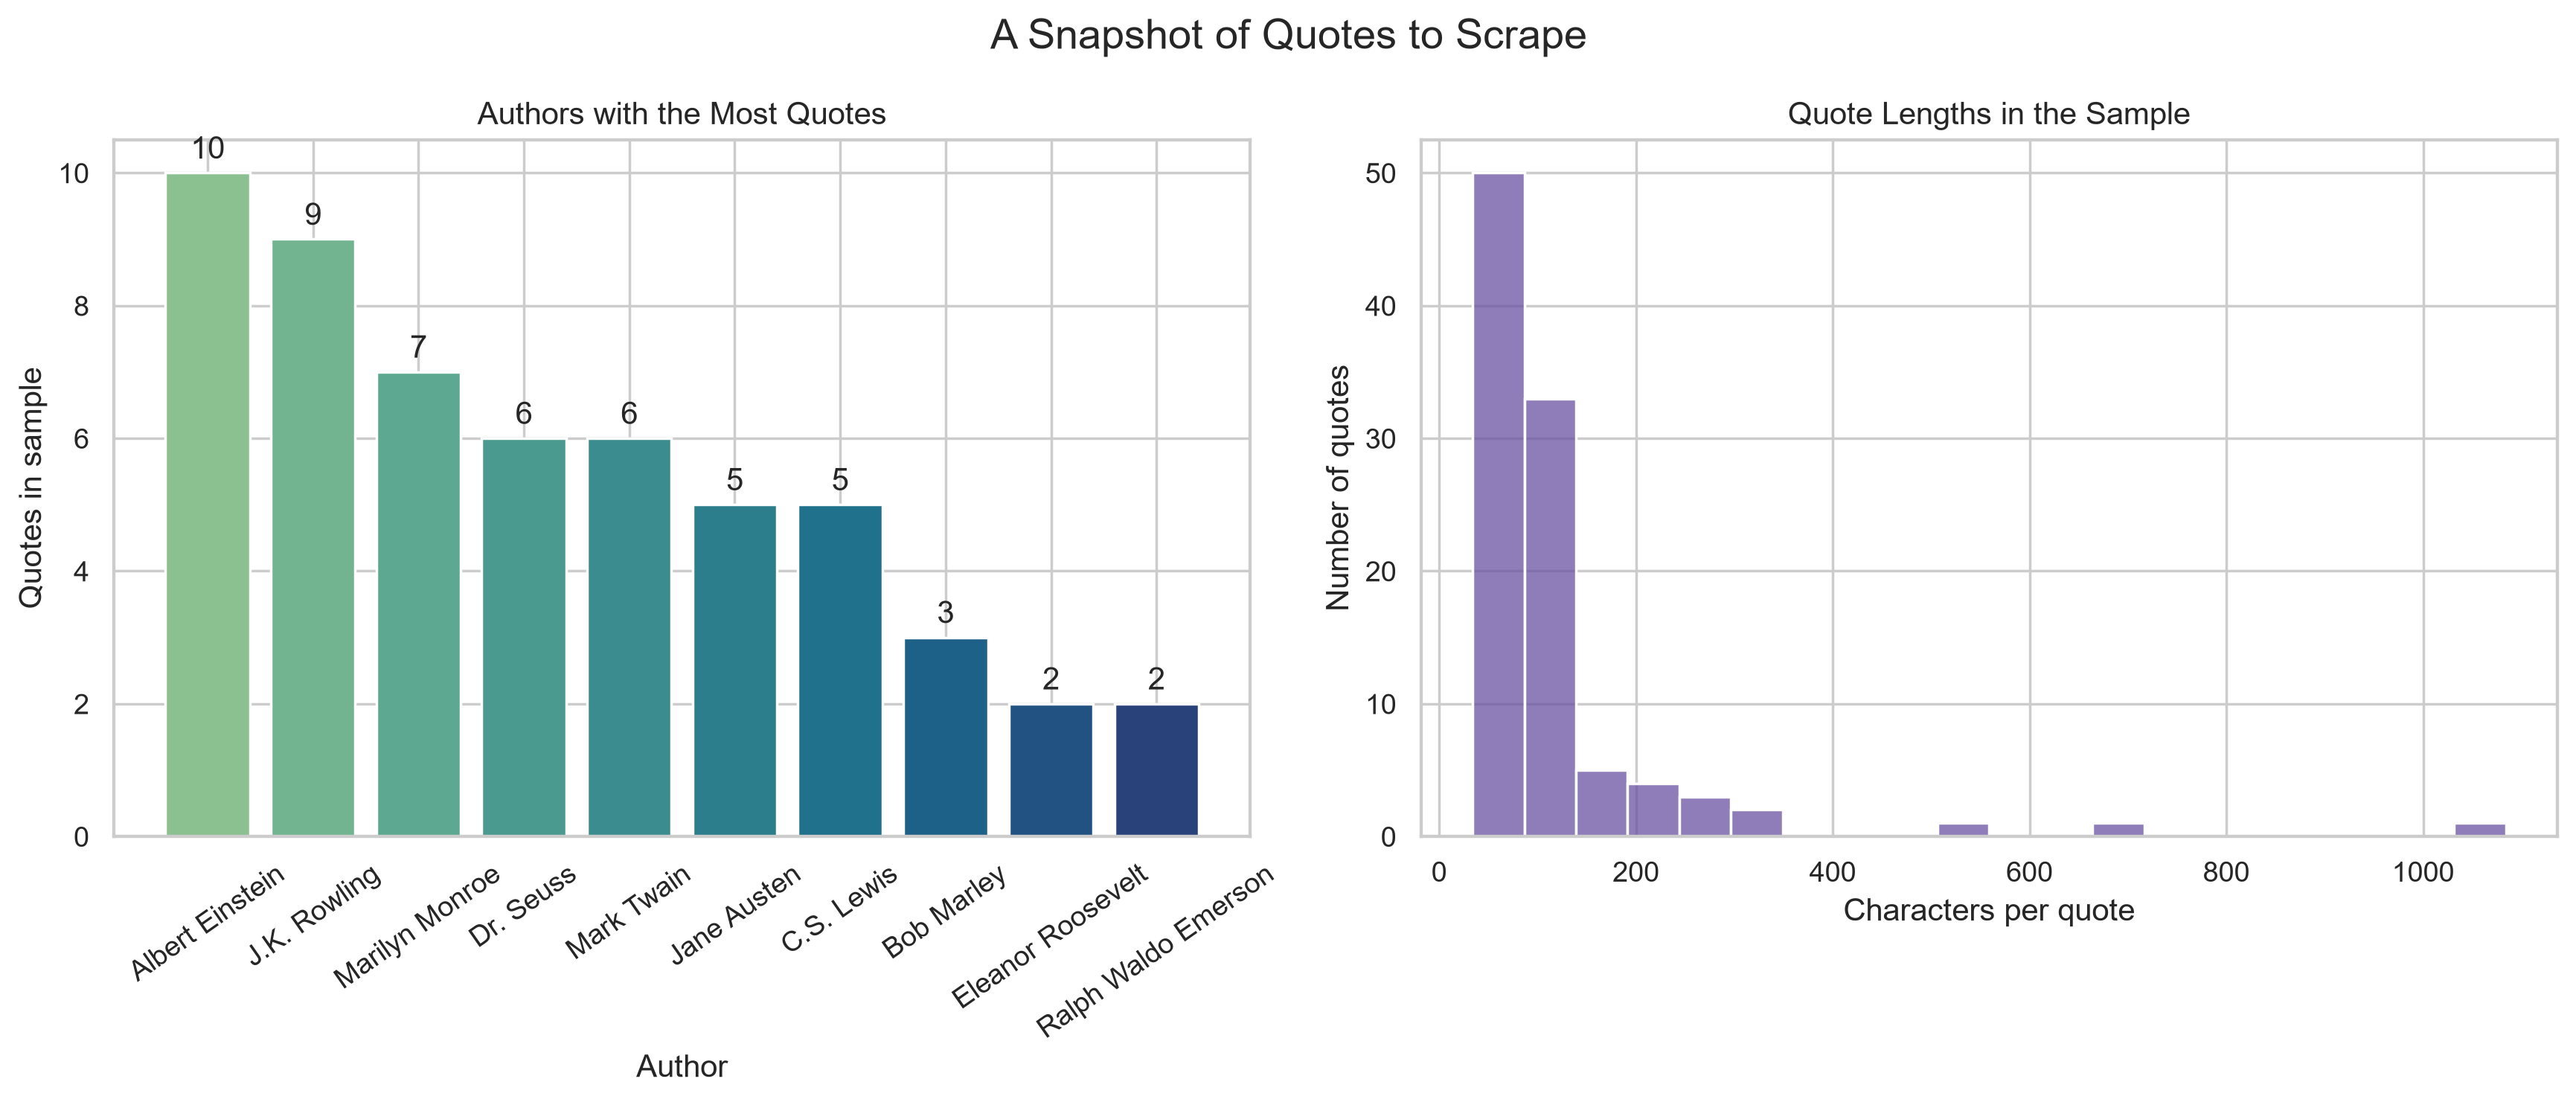 A Snapshot of Quotes to Scrape
Authors with the Most Quotes
Quotes in sample
10
8
6
4
2
0
10
9
7
6
6
5
5
3
2
2
Albert Einstein
J.K. Rowling
Marilyn Monroe
Dr. Seuss
Mark Twain
Jane Austen
C.S. Lewis
Bob Marley
Eleanor Roosevelt
Ralph Waldo Emerson
Author
Quote Lengths in the Sample
Number of quotes
50
40
30
20
10
0
0
200
400
600
800
1000
Characters per quote